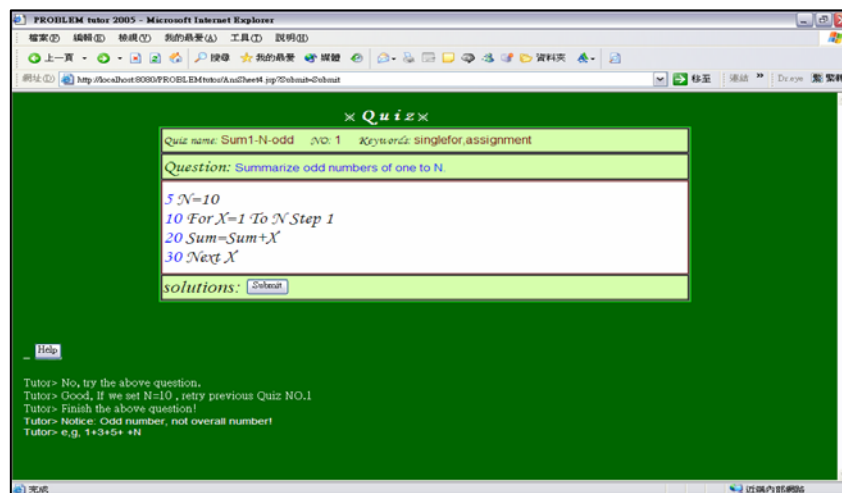 PROBLEM tutor 2005 - Microsoft Internet Explorer
檔案(F) 編輯(E) 檢視(V) 我的最愛(A) 工具(T) 說明(H)
上一頁 搜尋 我的最愛 媒體 資料夾
網址(D) http://localhost:8080/PROBLEMtutor/AnsSheet4.jsp?Submit=Submit 移至 連結 » Dr.eye
× Quiz ×
Quiz name: Sum1-N-odd NO: 1 Keywords: singlefor,assignment
Question: Summarize odd numbers of one to N.
5 N=10
10 For X=1 To N Step 1
20 Sum=Sum+X
30 Next X
solutions: Submit
_ Help
Tutor> No, try the above question.
Tutor> Good, If we set N=10 , retry previous Quiz NO.1
Tutor> Finish the above question!
Tutor> Notice: Odd number, not overall number!
Tutor> e,g, 1+3+5+ +N
完成 近端內部網路